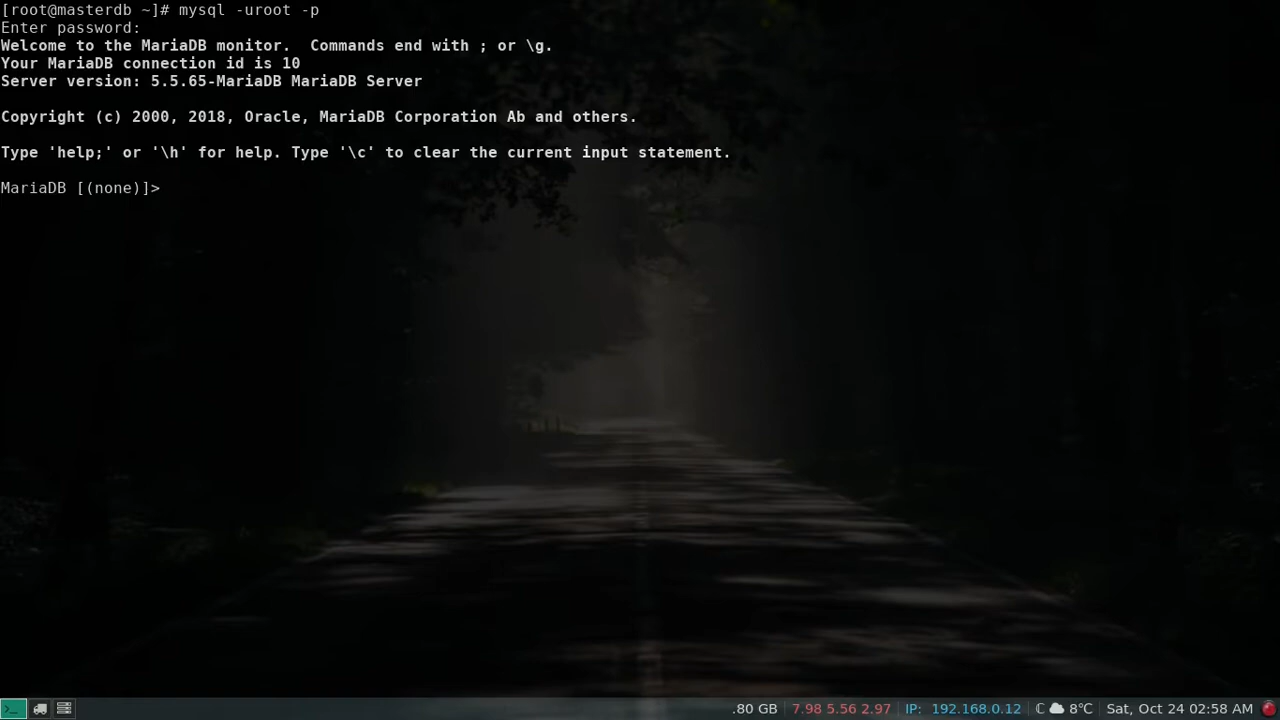 [root@masterdb ~]# mysql -uroot -p
Enter password:
Welcome to the MariaDB monitor.  Commands end with ; or \g.
Your MariaDB connection id is 10
Server version: 5.5.65-MariaDB MariaDB Server
Copyright (c) 2000, 2018, Oracle, MariaDB Corporation Ab and others.
Type 'help;' or '\h' for help. Type '\c' to clear the current input statement.
MariaDB [(none)]>
.80 GB 7.98 5.56 2.97 IP: 192.168.0.12 8℃ Sat, Oct 24 02:58 AM